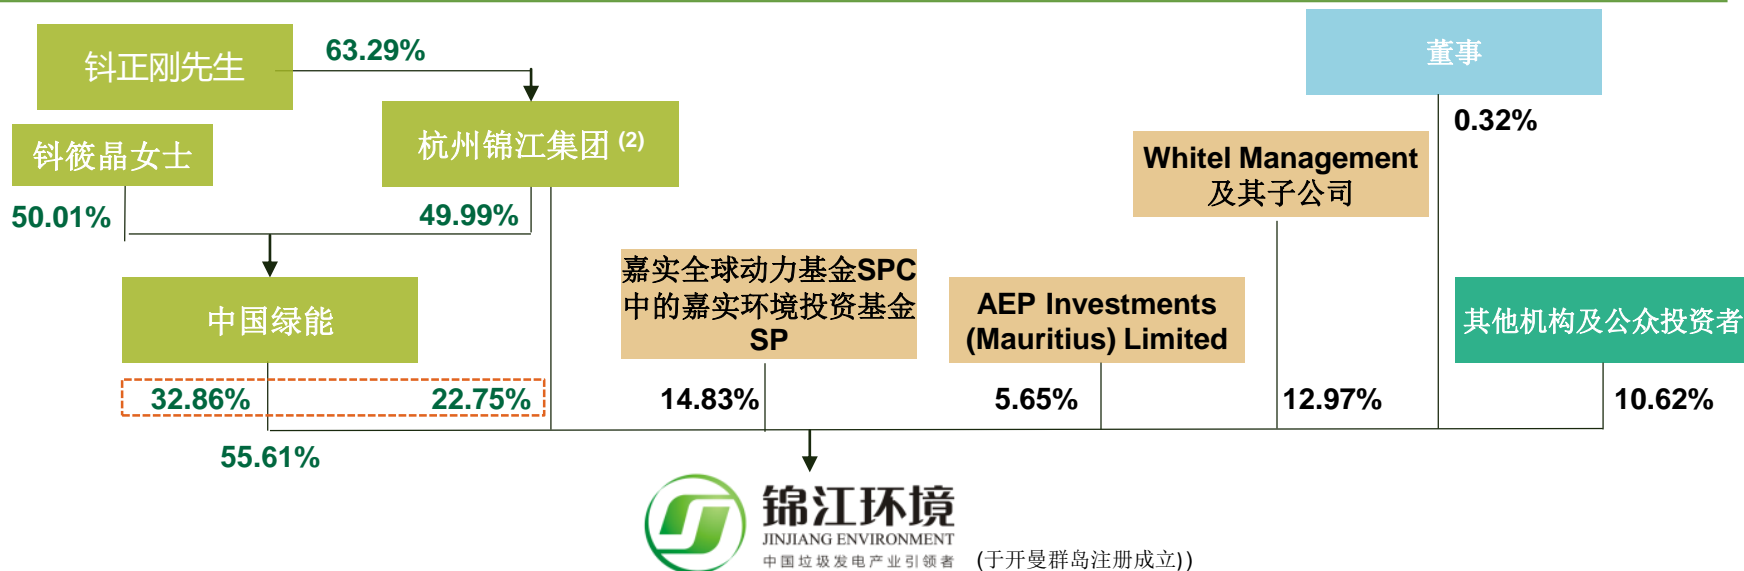 钭正刚先生
63.29%
董事
0.32%
杭州锦江集团 (2)
钭筱晶女士
Whitel Management
及其子公司
50.01%
49.99%
嘉实全球动力基金SPC
中的嘉实环境投资基金
SP
AEP Investments
(Mauritius) Limited
中国绿能
其他机构及公众投资者
32.86%
22.75%
14.83%
5.65%
12.97%
10.62%
55.61%
锦江环境
JINJIANG ENVIRONMENT
中国垃圾发电产业引领者
(于开曼群岛注册成立))